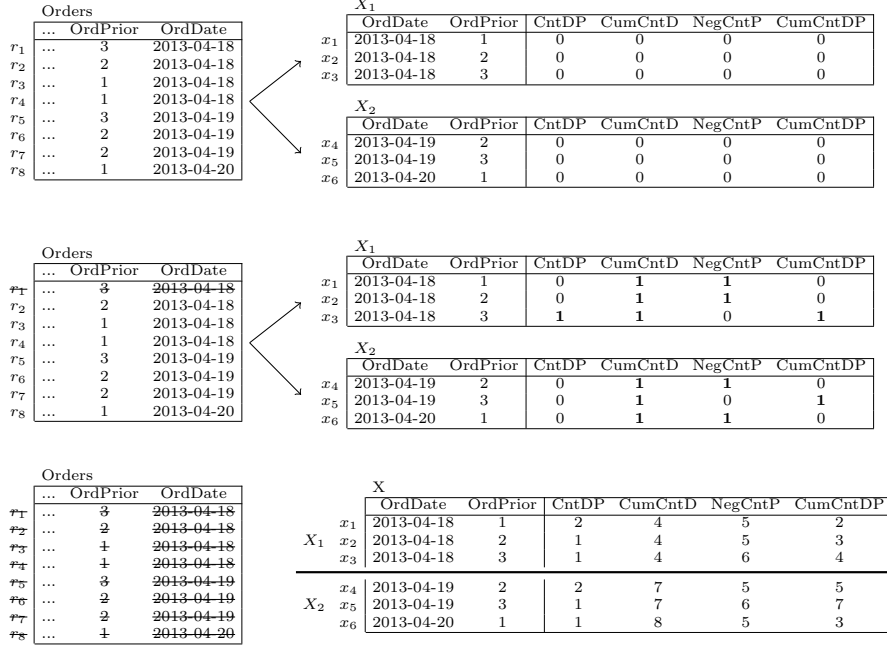 Orders
... OrdPrior OrdDate
r1 ... 3 2013-04-18
r2 ... 2 2013-04-18
r3 ... 1 2013-04-18
r4 ... 1 2013-04-18
r5 ... 3 2013-04-19
r6 ... 2 2013-04-19
r7 ... 2 2013-04-19
r8 ... 1 2013-04-20
X1
OrdDate OrdPrior CntDP CumCntD NegCntP CumCntDP
x1 2013-04-18 1 0 0 0 0
x2 2013-04-18 2 0 0 0 0
x3 2013-04-18 3 0 0 0 0
X2
OrdDate OrdPrior CntDP CumCntD NegCntP CumCntDP
x4 2013-04-19 2 0 0 0 0
x5 2013-04-19 3 0 0 0 0
x6 2013-04-20 1 0 0 0 0
Orders
... OrdPrior OrdDate
r1 ... 3 2013-04-18
r2 ... 2 2013-04-18
r3 ... 1 2013-04-18
r4 ... 1 2013-04-18
r5 ... 3 2013-04-19
r6 ... 2 2013-04-19
r7 ... 2 2013-04-19
r8 ... 1 2013-04-20
X1
OrdDate OrdPrior CntDP CumCntD NegCntP CumCntDP
x1 2013-04-18 1 0 1 1 0
x2 2013-04-18 2 0 1 1 0
x3 2013-04-18 3 1 1 0 1
X2
OrdDate OrdPrior CntDP CumCntD NegCntP CumCntDP
x4 2013-04-19 2 0 1 1 0
x5 2013-04-19 3 0 1 0 1
x6 2013-04-20 1 0 1 1 0
Orders
... OrdPrior OrdDate
r1 ... 3 2013-04-18
r2 ... 2 2013-04-18
r3 ... 1 2013-04-18
r4 ... 1 2013-04-18
r5 ... 3 2013-04-19
r6 ... 2 2013-04-19
r7 ... 2 2013-04-19
r8 ... 1 2013-04-20
X
OrdDate OrdPrior CntDP CumCntD NegCntP CumCntDP
x1 2013-04-18 1 2 4 5 2
X1 x2 2013-04-18 2 1 4 5 3
x3 2013-04-18 3 1 4 6 4
x4 2013-04-19 2 2 7 5 5
X2 x5 2013-04-19 3 1 7 6 7
x6 2013-04-20 1 1 8 5 3